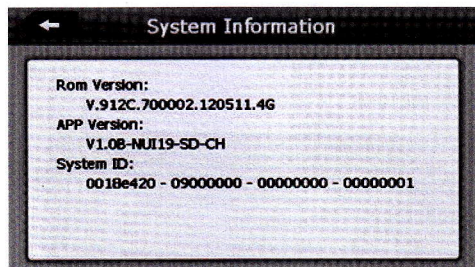 System Information
Rom Version:
V.912C.700002.120511.4G
APP Version:
V1.0B-NUI19-SD-CH
System ID:
0018e420 - 09000000 - 00000000 - 00000001